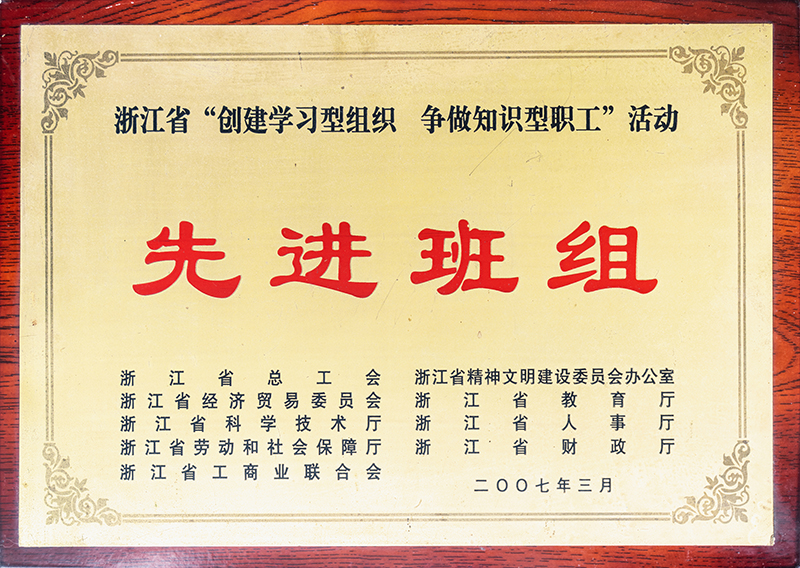 浙江省“创建学习型组织 争做知识型职工”活动
先进班组
浙江省总工会
浙江省经济贸易委员会
浙江省科学技术厅
浙江省劳动和社会保障厅
浙江省工商业联合会
浙江省精神文明建设委员会办公室
浙江省教育厅
浙江省人事厅
浙江省财政厅
二〇〇七年三月